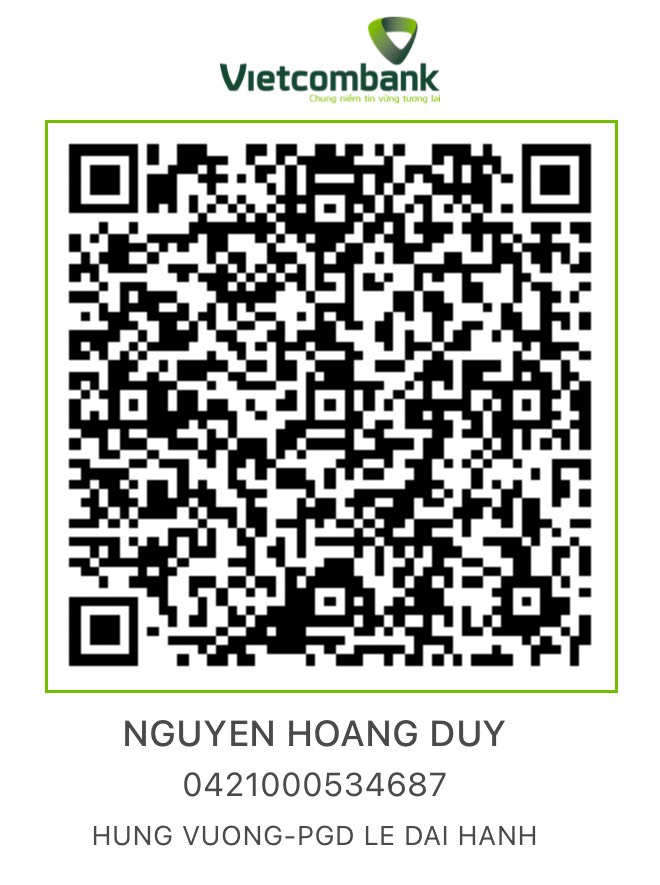 Vietcombank
Chung niềm tin vững tương lai
NGUYEN HOANG DUY
0421000534687
HUNG VUONG-PGD LE DAI HANH